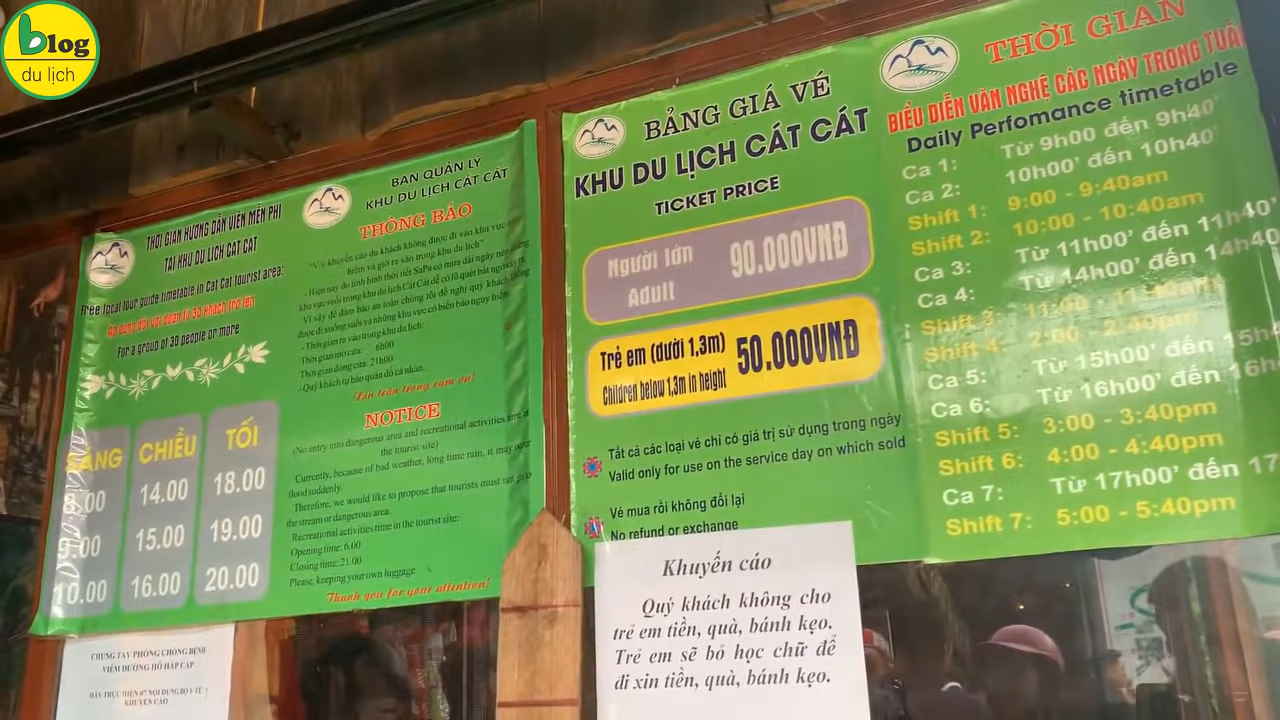 blog
du lịch
THỜI GIAN HƯỚNG DẪN VIÊN MIỄN PHÍ
TẠI KHU DU LỊCH CÁT CÁT
Free local tour guide timetable in Cat Cat tourist area:
Áp dụng đối với đoàn từ 30 khách trở lên
For a group of 30 people or more
SÁNG CHIỀU TỐI
8.00 14.00 18.00
9.00 15.00 19.00
10.00 16.00 20.00
BAN QUẢN LÝ
KHU DU LỊCH CÁT CÁT
THÔNG BÁO
"V/v khuyến cáo du khách không được đi vào khu vực nguy
hiểm và giờ ra vào trong khu du lịch"
- Hiện nay do tình hình thời tiết SaPa có mưa dài ngày nên
khu vực suối trong khu du lịch Cát Cát dễ có lũ quét bất ngờ xảy ra.
Vì vậy để đảm bảo an toàn chúng tôi đề nghị quý khách không
được đi xuống suối và những khu vực có biển báo nguy hiểm
- Thời gian ra vào trong khu du lịch:
Thời gian mở cửa: 6h00
Thời gian đóng cửa: 21h00
- Quý khách tự bảo quản đồ cá nhân.
Xin trân trọng cảm ơn!
NOTICE
(No entry into dangerous area and recreational activities time in
the tourist site)
Currently, because of bad weather, long time rain, it may occur
flood suddenly.
Therefore, we would like to propose that tourists must not go to
the stream or dangerous area.
Recreational activities time in the tourist site:
Opening time: 6.00
Closing time: 21.00
Please, keeping your own luggage
Thank you for your attention!
BẢNG GIÁ VÉ
KHU DU LỊCH CÁT CÁT
TICKET PRICE
Người lớn 90.000VNĐ
Adult
Trẻ em (dưới 1,3m) 50.000VNĐ
Children below 1,3m in height
Tất cả các loại vé chỉ có giá trị sử dụng trong ngày
Valid only for use on the service day on which sold
Vé mua rồi không đổi lại
No refund or exchange
THỜI GIAN
BIỂU DIỄN VĂN NGHỆ CÁC NGÀY TRONG TUẦN
Daily Perfomance timetable
Ca 1: Từ 9h00 đến 9h40'
Ca 2: 10h00' đến 10h40'
Shift 1: 9:00 - 9:40am
Shift 2: 10:00 - 10:40am
Ca 3: Từ 11h00' đến 11h40'
Ca 4: Từ 14h00' đến 14h40'
Shift 3: 11:00 - 11:40am
Shift 4: 2:00 - 2:40pm
Ca 5: Từ 15h00' đến 15h
Ca 6: Từ 16h00' đến 16h
Shift 5: 3:00 - 3:40pm
Shift 6: 4:00 - 4:40pm
Ca 7: Từ 17h00' đến 17
Shift 7: 5:00 - 5:40pm
Khuyến cáo
Quý khách không cho
trẻ em tiền, quà, bánh kẹo.
Trẻ em sẽ bỏ học chữ để
đi xin tiền, quà, bánh kẹo.
CHUNG TAY PHÒNG CHỐNG BỆNH
VIÊM ĐƯỜNG HÔ HẤP CẤP
HÃY THỰC HIỆN 07 NỘI DUNG BỘ Y TẾ
KHUYẾN CÁO